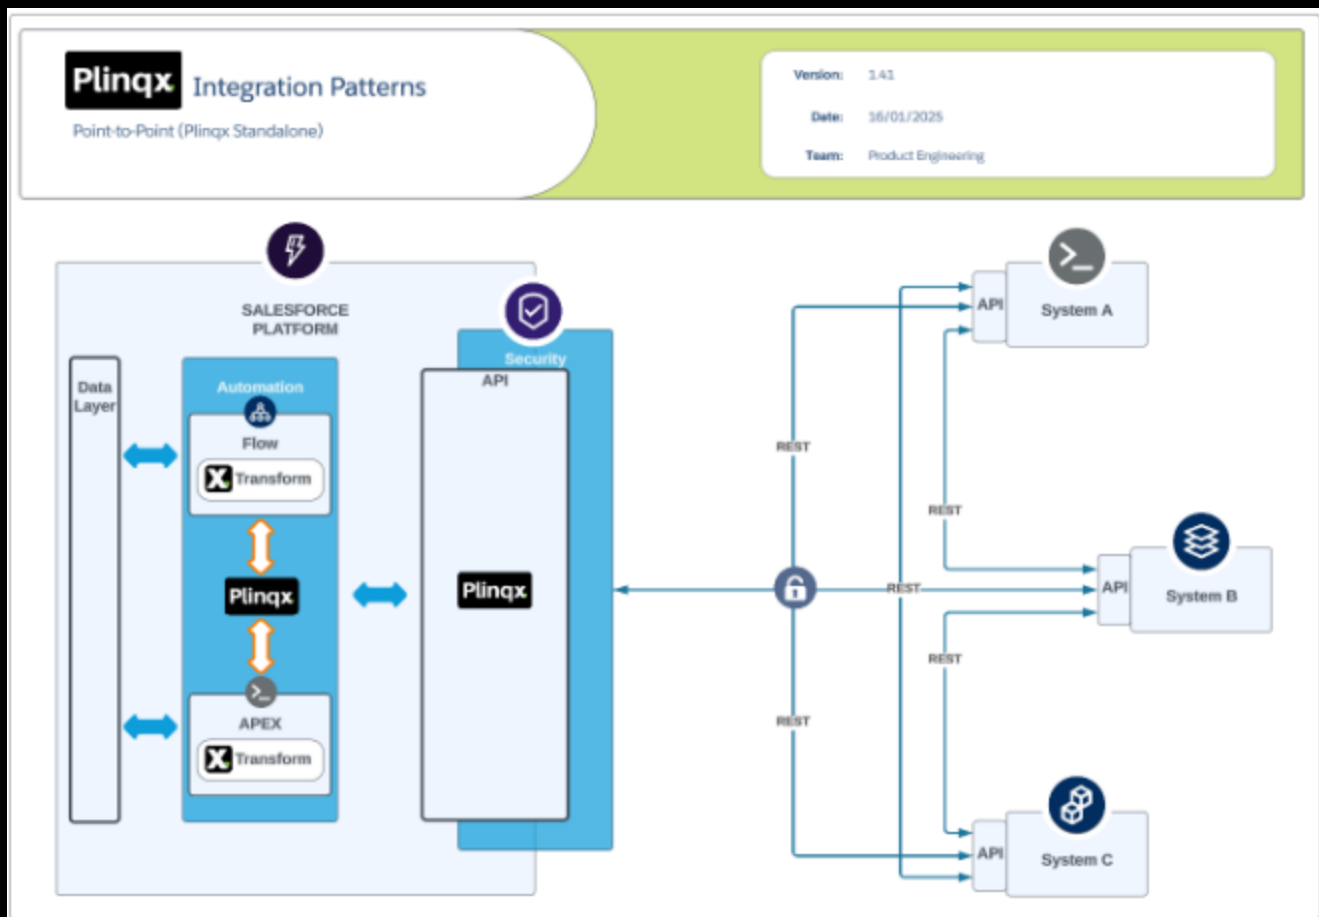 Plinqx Integration Patterns
Point-to-Point (Plinqx Standalone)
Version: 1.41
Date: 16/01/2025
Team: Product Engineering
SALESFORCE
PLATFORM
Data
Layer
Automation
Flow
X Transform
Plinqx
APEX
X Transform
Security
API
Plinqx
REST
REST
REST
REST
REST
API
System A
API
System B
API
System C